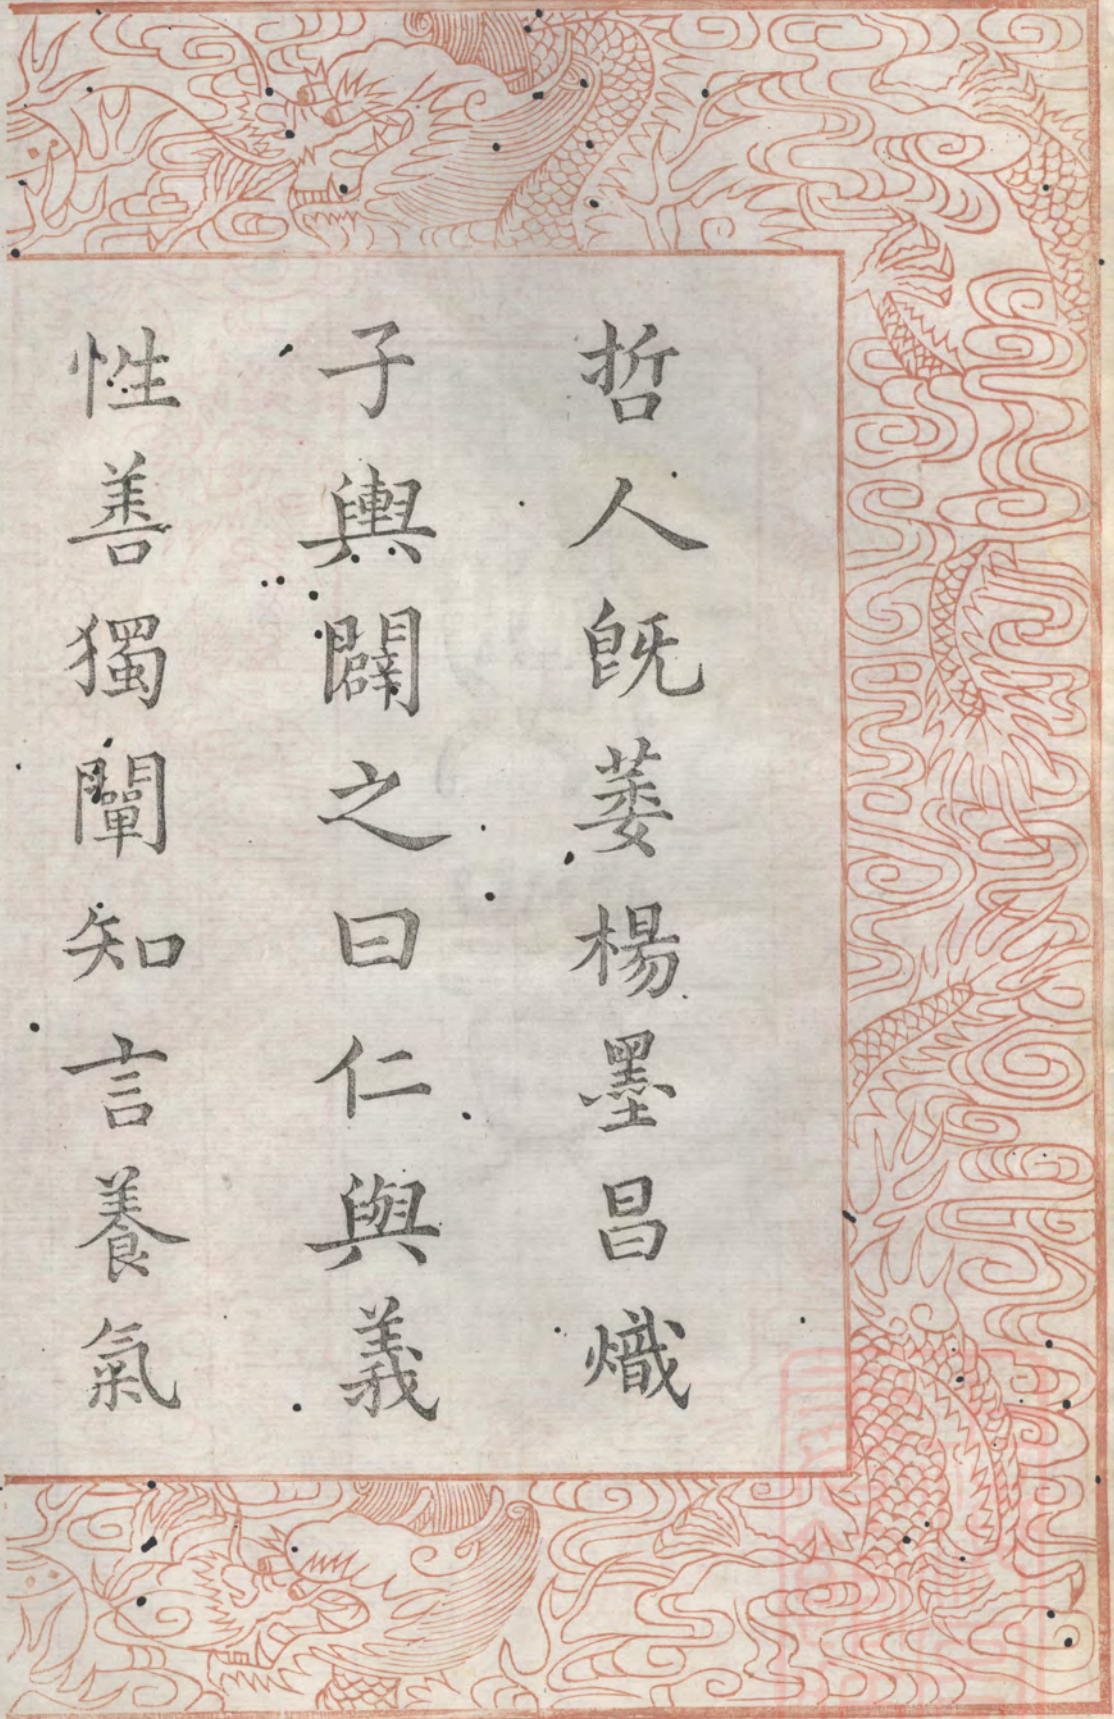 哲人既萎楊墨昌熾
子輿闢之曰仁與義
性善獨闡知言養氣